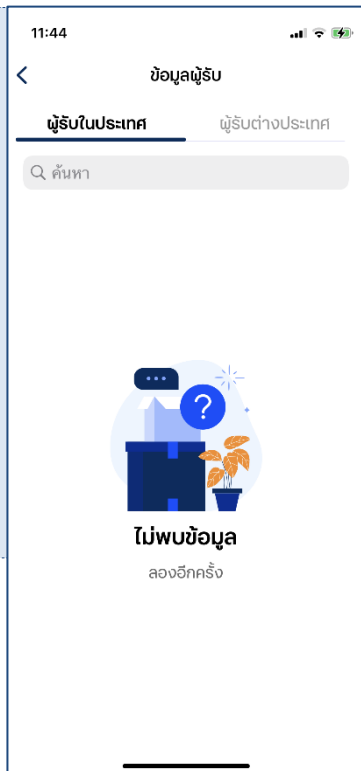 11:44
ข้อมูลผู้รับ
ผู้รับในประเทศ ผู้รับต่างประเทศ
ค้นหา
?
ไม่พบข้อมูล
ลองอีกครั้ง